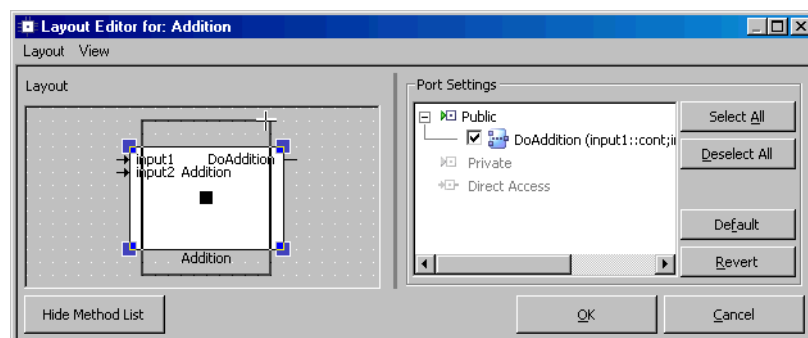 Layout Editor for: Addition
Layout View
Layout
input1 DoAddition
input2 Addition
Addition
Hide Method List
Port Settings
Public
DoAddition (input1::cont;i
Private
Direct Access
Select All
Deselect All
Default
Revert
OK
Cancel